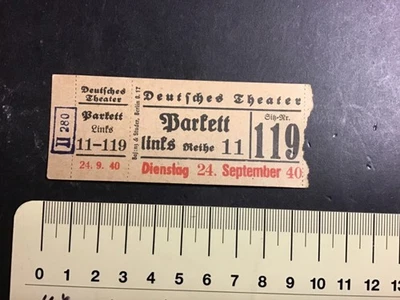 II 280
Deutsches
Theater
Parkett
Links
11-119
24. 9. 40
Deutsches Theater
Parkett
links Reihe 11
Sitz-Nr.
119
Dienstag 24. September 40
0 1 2 3 4 5 6 7 8 9 10 11 12 13